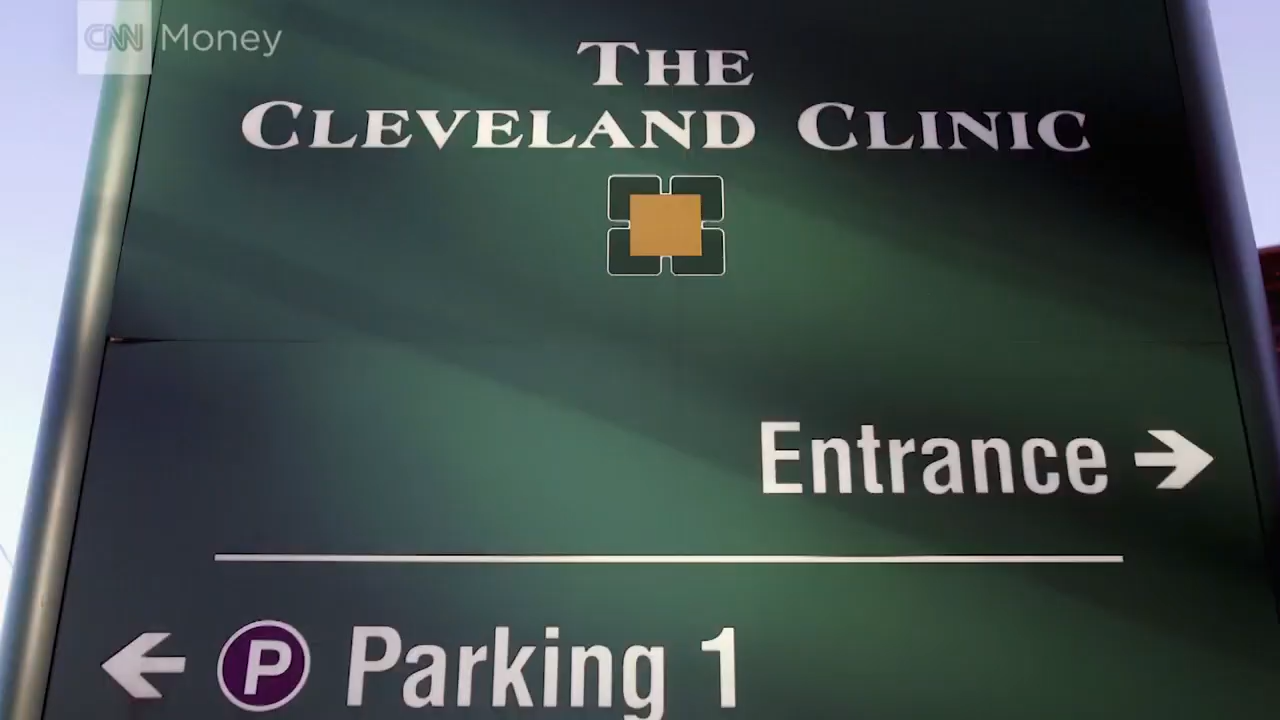 CNN Money
THE
CLEVELAND CLINIC
Entrance →
← P Parking 1